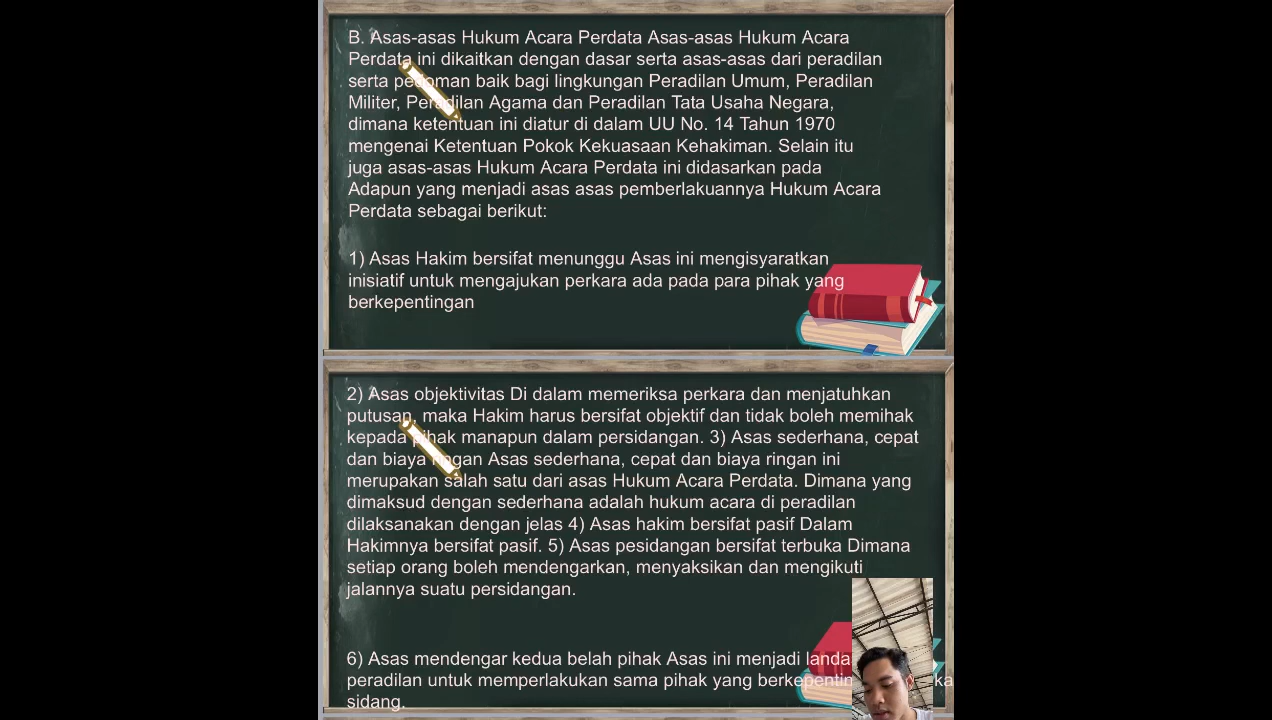 B. Asas-asas Hukum Acara Perdata Asas-asas Hukum Acara
Perdata ini dikaitkan dengan dasar serta asas-asas dari peradilan
serta pedoman baik bagi lingkungan Peradilan Umum, Peradilan
Militer, Peradilan Agama dan Peradilan Tata Usaha Negara,
dimana ketentuan ini diatur di dalam UU No. 14 Tahun 1970
mengenai Ketentuan Pokok Kekuasaan Kehakiman. Selain itu
juga asas-asas Hukum Acara Perdata ini didasarkan pada
Adapun yang menjadi asas asas pemberlakuannya Hukum Acara
Perdata sebagai berikut:
1) Asas Hakim bersifat menunggu Asas ini mengisyaratkan
inisiatif untuk mengajukan perkara ada pada para pihak yang
berkepentingan
2) Asas objektivitas Di dalam memeriksa perkara dan menjatuhkan
putusan, maka Hakim harus bersifat objektif dan tidak boleh memihak
kepada pihak manapun dalam persidangan. 3) Asas sederhana, cepat
dan biaya ringan Asas sederhana, cepat dan biaya ringan ini
merupakan salah satu dari asas Hukum Acara Perdata. Dimana yang
dimaksud dengan sederhana adalah hukum acara di peradilan
dilaksanakan dengan jelas 4) Asas hakim bersifat pasif Dalam
Hakimnya bersifat pasif. 5) Asas pesidangan bersifat terbuka Dimana
setiap orang boleh mendengarkan, menyaksikan dan mengikuti
jalannya suatu persidangan.
6) Asas mendengar kedua belah pihak Asas ini menjadi
peradilan untuk memperlakukan sama pihak yang
sidang.